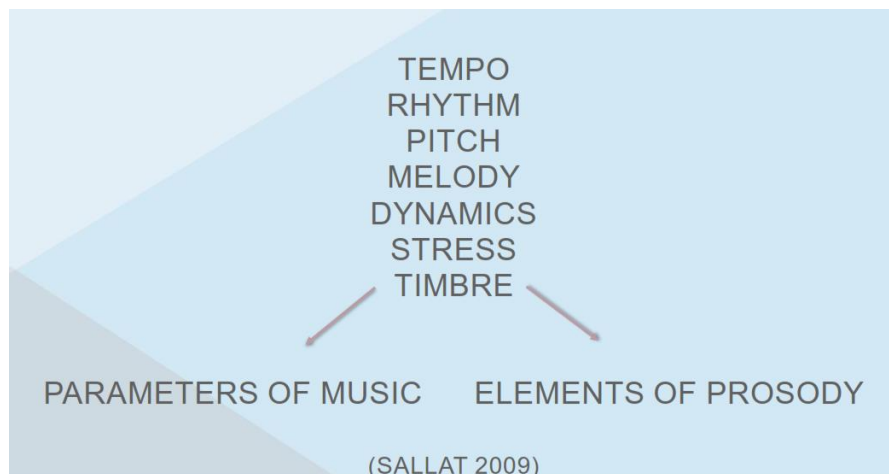 TEMPO
RHYTHM
PITCH
MELODY
DYNAMICS
STRESS
TIMBRE
PARAMETERS OF MUSIC ELEMENTS OF PROSODY
(SALLAT 2009)